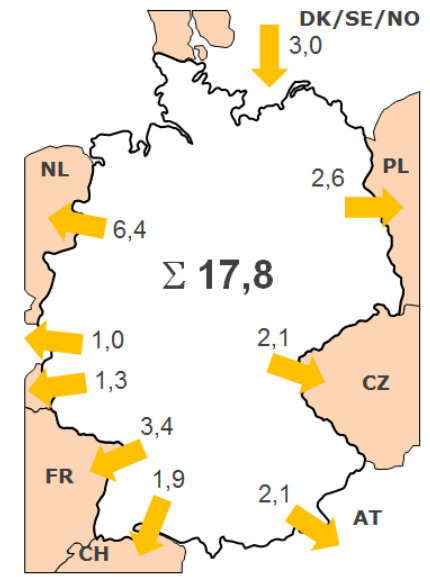 DK/SE/NO
3,0
NL
PL
2,6
6,4
Σ 17,8
1,0
2,1
1,3
CZ
3,4
FR
1,9
2,1
AT
CH